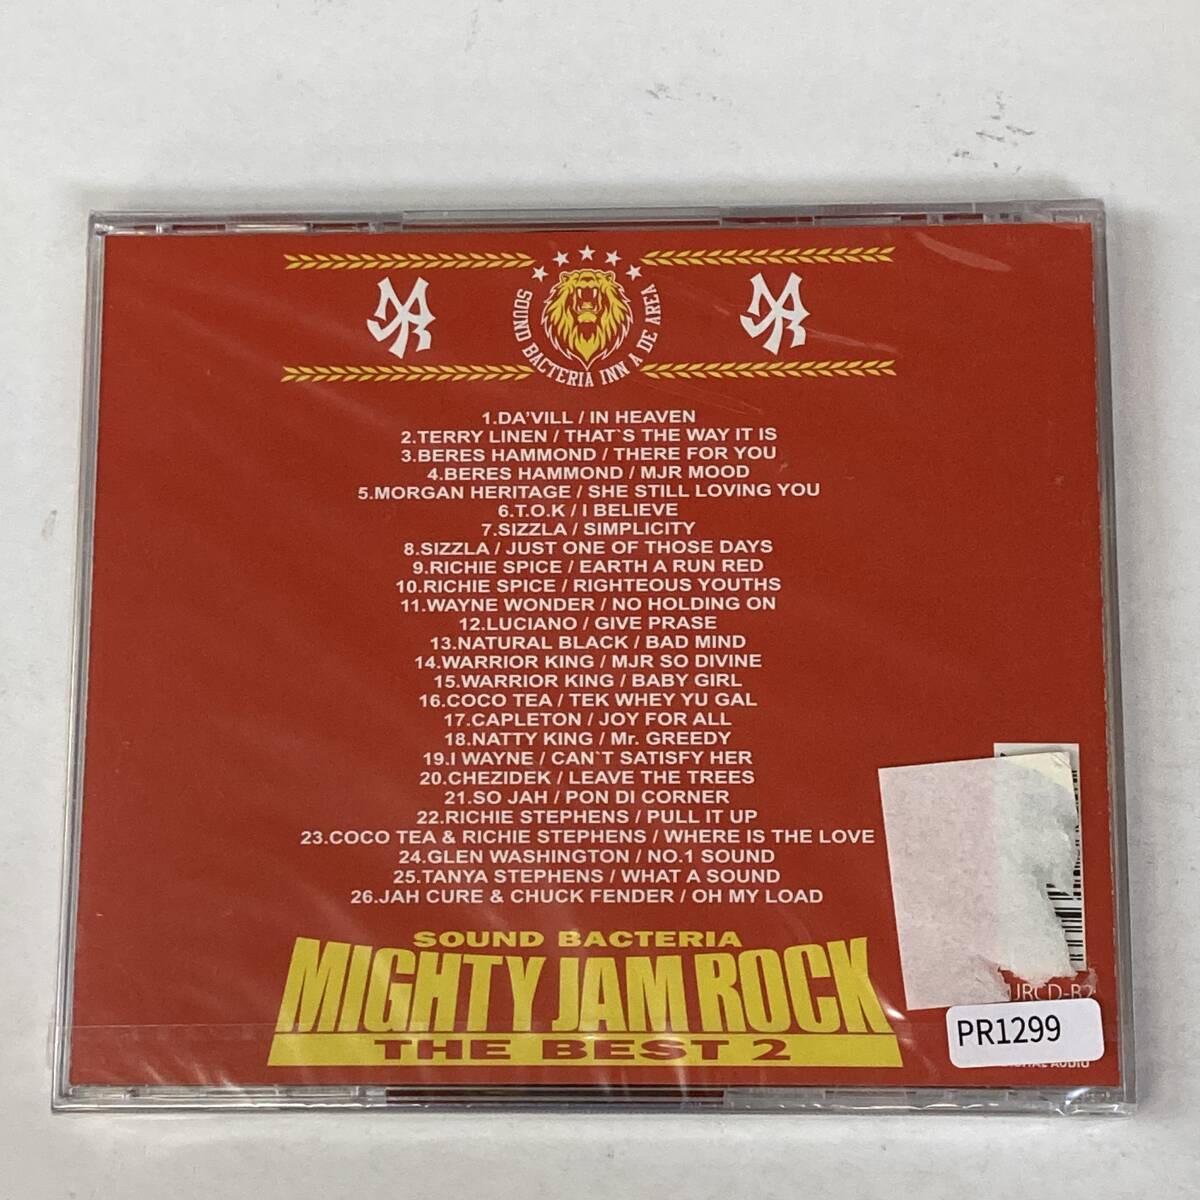 SOUND BACTERIA INN A DE AREA
1.DA'VILL / IN HEAVEN
2.TERRY LINEN / THAT`S THE WAY IT IS
3.BERES HAMMOND / THERE FOR YOU
4.BERES HAMMOND / MJR MOOD
5.MORGAN HERITAGE / SHE STILL LOVING YOU
6.T.O.K / I BELIEVE
7.SIZZLA / SIMPLICITY
8.SIZZLA / JUST ONE OF THOSE DAYS
9.RICHIE SPICE / EARTH A RUN RED
10.RICHIE SPICE / RIGHTEOUS YOUTHS
11.WAYNE WONDER / NO HOLDING ON
12.LUCIANO / GIVE PRASE
13.NATURAL BLACK / BAD MIND
14.WARRIOR KING / MJR SO DIVINE
15.WARRIOR KING / BABY GIRL
16.COCO TEA / TEK WHEY YU GAL
17.CAPLETON / JOY FOR ALL
18.NATTY KING / Mr. GREEDY
19.I WAYNE / CAN`T SATISFY HER
20.CHEZIDEK / LEAVE THE TREES
21.SO JAH / PON DI CORNER
22.RICHIE STEPHENS / PULL IT UP
23.COCO TEA & RICHIE STEPHENS / WHERE IS THE LOVE
24.GLEN WASHINGTON / NO.1 SOUND
25.TANYA STEPHENS / WHAT A SOUND
26.JAH CURE & CHUCK FENDER / OH MY LOAD
SOUND BACTERIA
MIGHTY JAM ROCK
THE BEST 2
PR1299
AUDIO